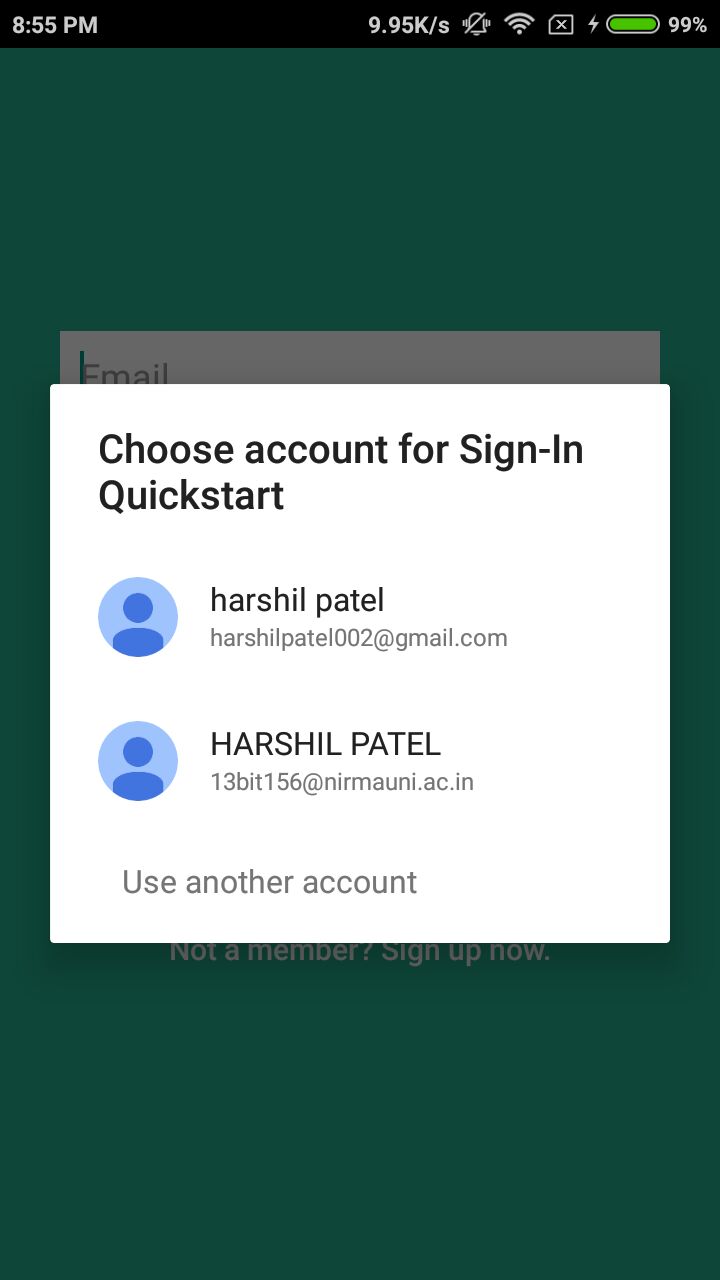 8:55 PM 9.95K/s 99%
Email
Choose account for Sign-In
Quickstart
harshil patel
harshilpatel002@gmail.com
HARSHIL PATEL
13bit156@nirmauni.ac.in
Use another account
Not a member? Sign up now.